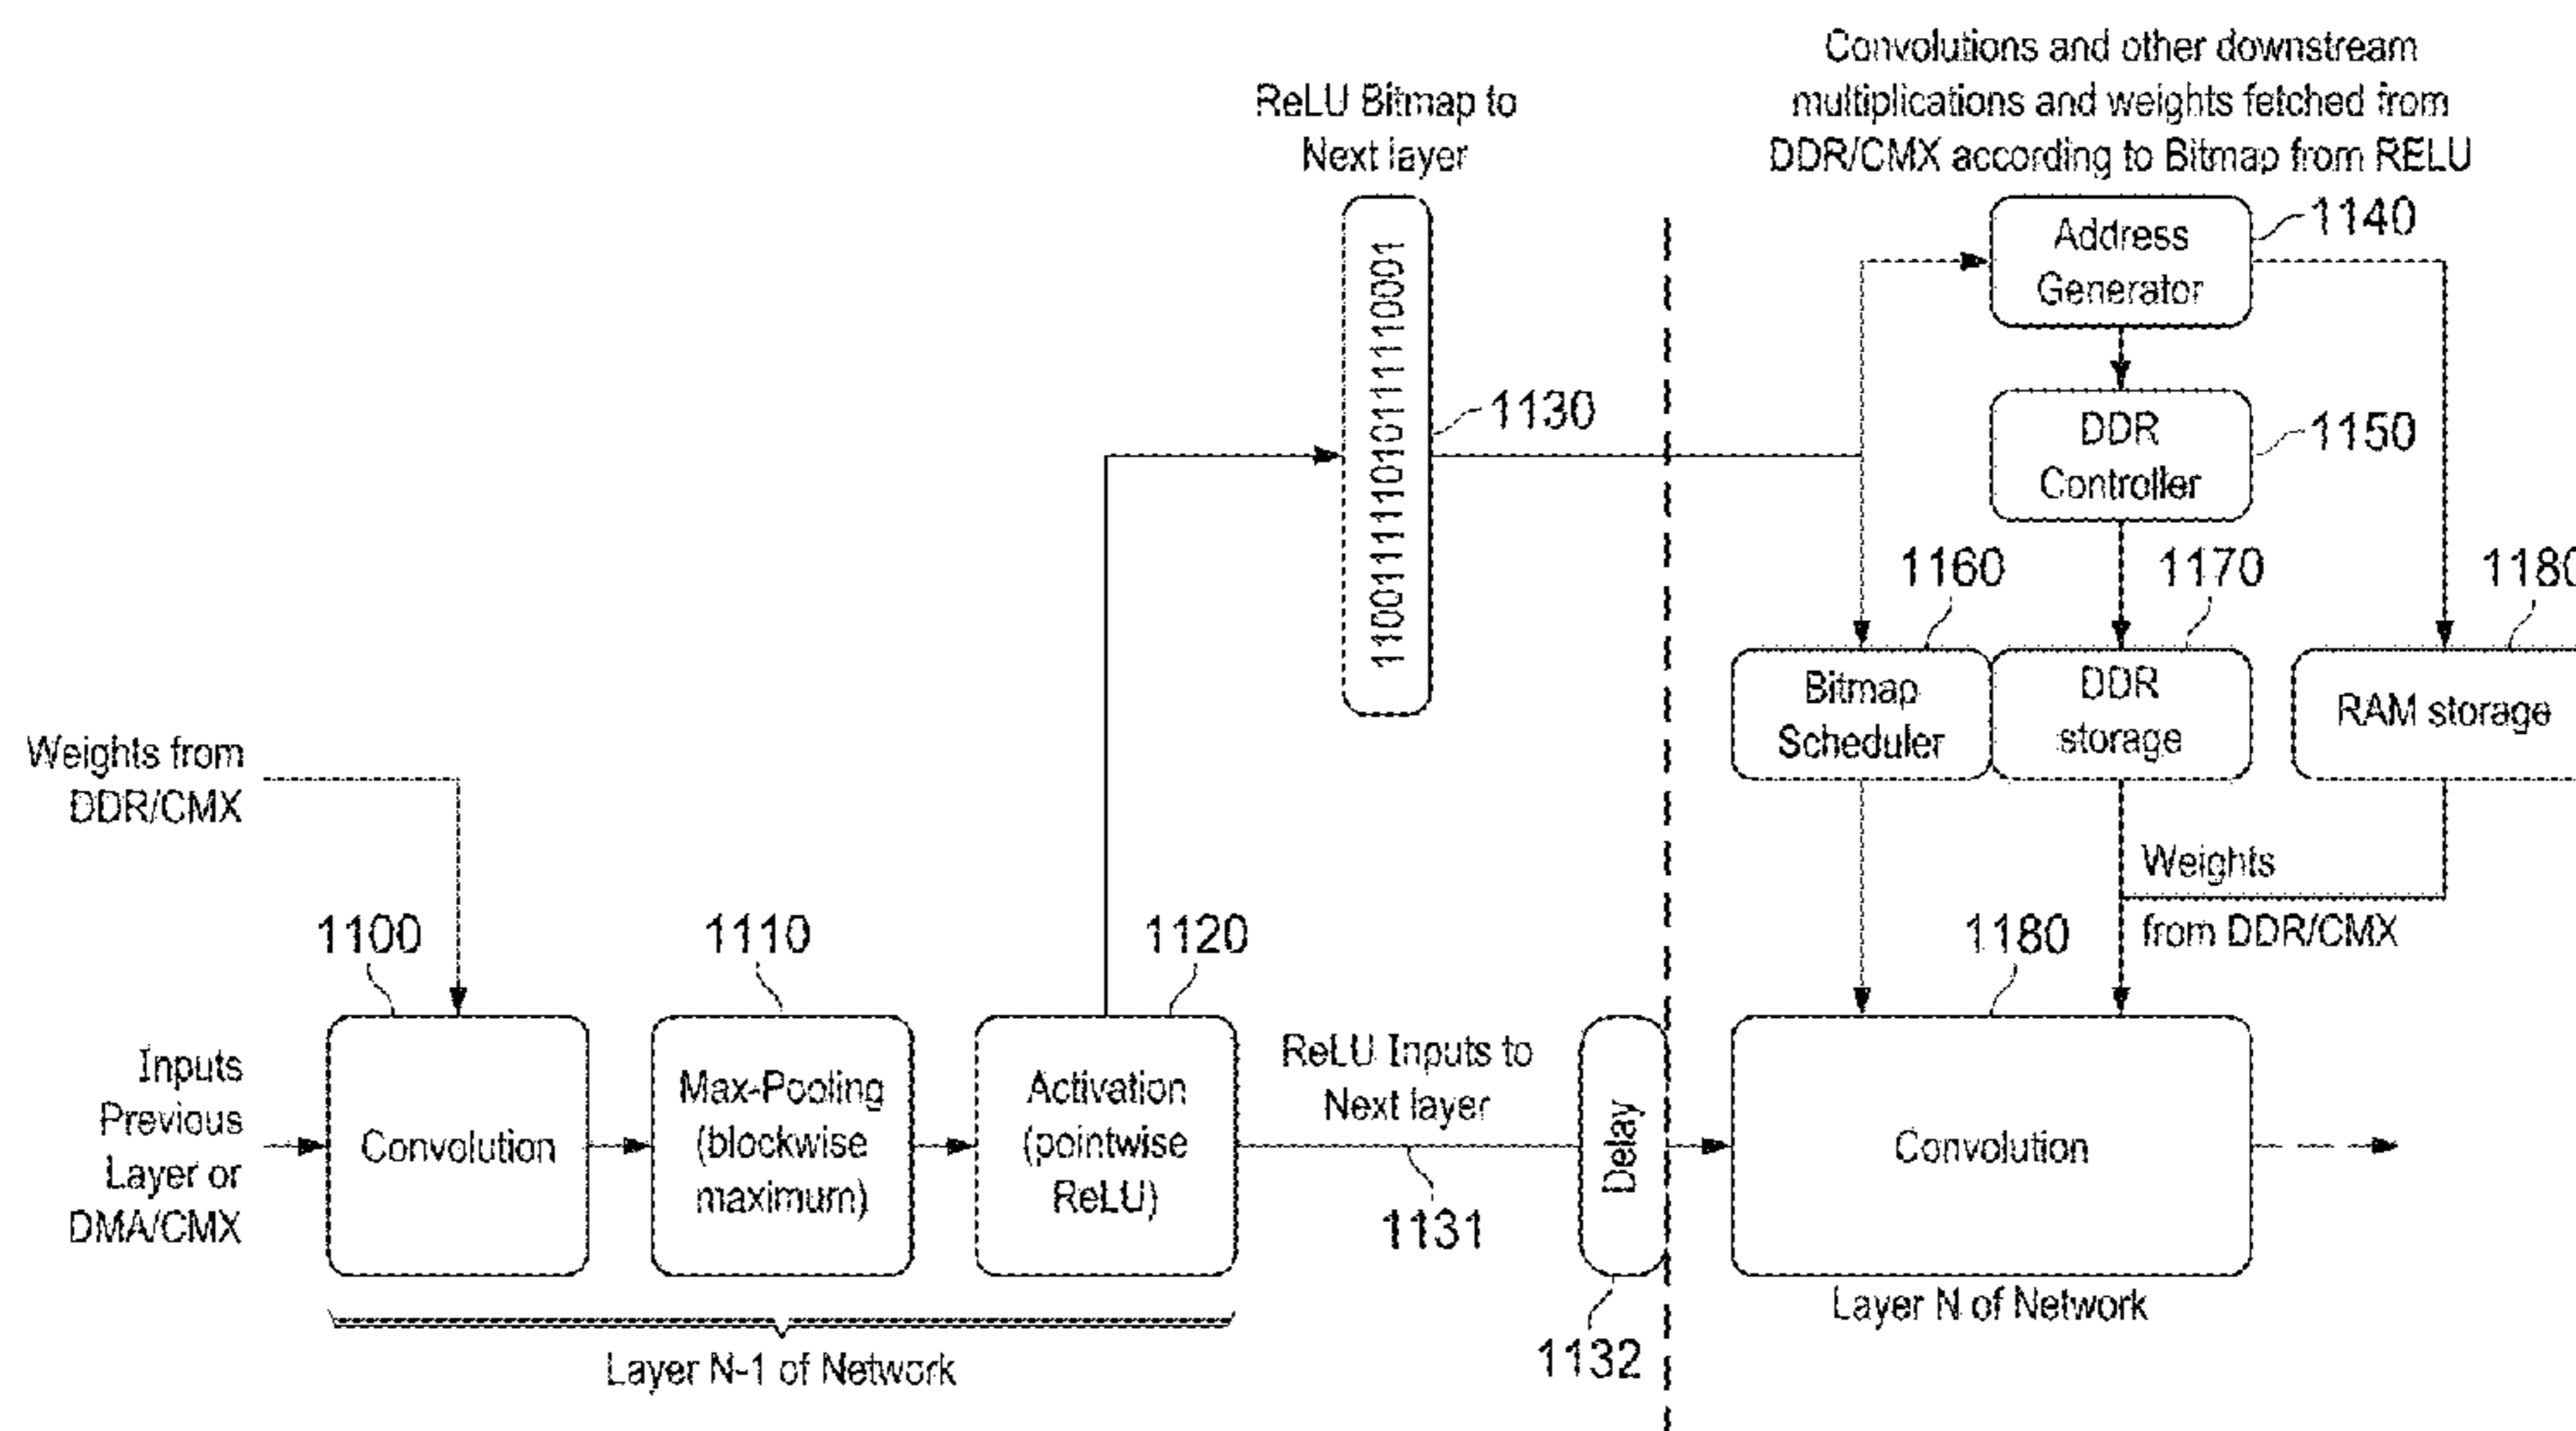 Convolutions and other downstream
multiplications and weights fetched from
DDR/CMX according to Bitmap from RELU
ReLU Bitmap to
Next layer
Address
Generator
1140
1130
DDR
Controller
1150
1160
1170
1180
Bitmap
Scheduler
DDR
storage
RAM storage
Weights from
DDR/CMX
Weights
from DDR/CMX
1100
1110
1120
1180
Inputs
Previous
Layer or
DMA/CMX
Convolution
Max-Pooling
(blockwise
maximum)
Activation
(pointwise
ReLU)
ReLU Inputs to
Next layer
1131
Delay
1132
Convolution
Layer N of Network
Layer N-1 of Network